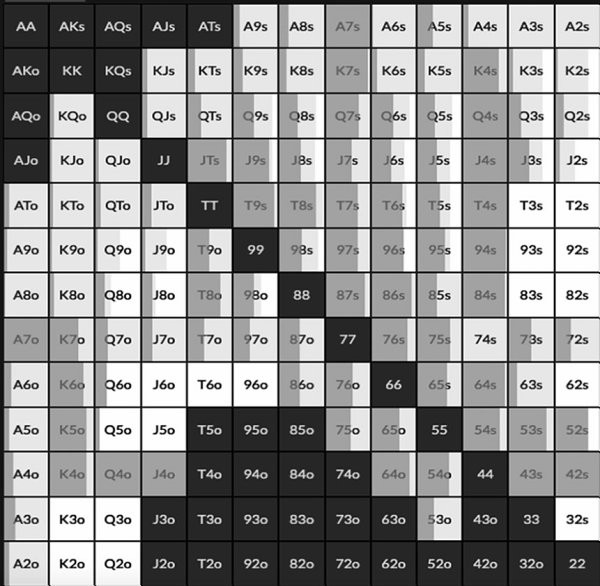 AA AKs AQs AJs ATs A9s A8s A7s A6s A5s A4s A3s A2s
AKo KK KQs KJs KTs K9s K8s K7s K6s K5s K4s K3s K2s
AQo KQo QQ QJs QTs Q9s Q8s Q7s Q6s Q5s Q4s Q3s Q2s
AJo KJo QJo JJ JTs J9s J8s J7s J6s J5s J4s J3s J2s
ATo KTo QTo JTo TT T9s T8s T7s T6s T5s T4s T3s T2s
A9o K9o Q9o J9o T9o 99 98s 97s 96s 95s 94s 93s 92s
A8o K8o Q8o J8o T8o 98o 88 87s 86s 85s 84s 83s 82s
A7o K7o Q7o J7o T7o 97o 87o 77 76s 75s 74s 73s 72s
A6o K6o Q6o J6o T6o 96o 86o 76o 66 65s 64s 63s 62s
A5o K5o Q5o J5o T5o 95o 85o 75o 65o 55 54s 53s 52s
A4o K4o Q4o J4o T4o 94o 84o 74o 64o 54o 44 43s 42s
A3o K3o Q3o J3o T3o 93o 83o 73o 63o 53o 43o 33 32s
A2o K2o Q2o J2o T2o 92o 82o 72o 62o 52o 42o 32o 22